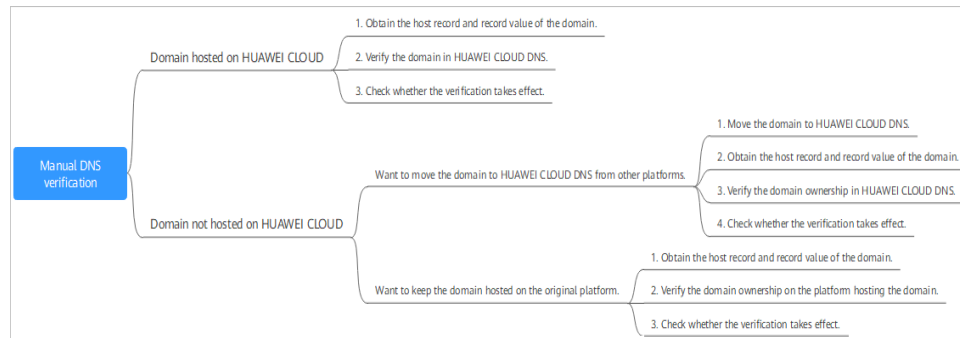 Manual DNS
verification
Domain hosted on HUAWEI CLOUD
1. Obtain the host record and record value of the domain.
2. Verify the domain in HUAWEI CLOUD DNS.
3. Check whether the verification takes effect.
Domain not hosted on HUAWEI CLOUD
Want to move the domain to HUAWEI CLOUD DNS from other platforms.
1. Move the domain to HUAWEI CLOUD DNS.
2. Obtain the host record and record value of the domain.
3. Verify the domain ownership in HUAWEI CLOUD DNS.
4. Check whether the verification takes effect.
Want to keep the domain hosted on the original platform.
1. Obtain the host record and record value of the domain.
2. Verify the domain ownership on the platform hosting the domain.
3. Check whether the verification takes effect.